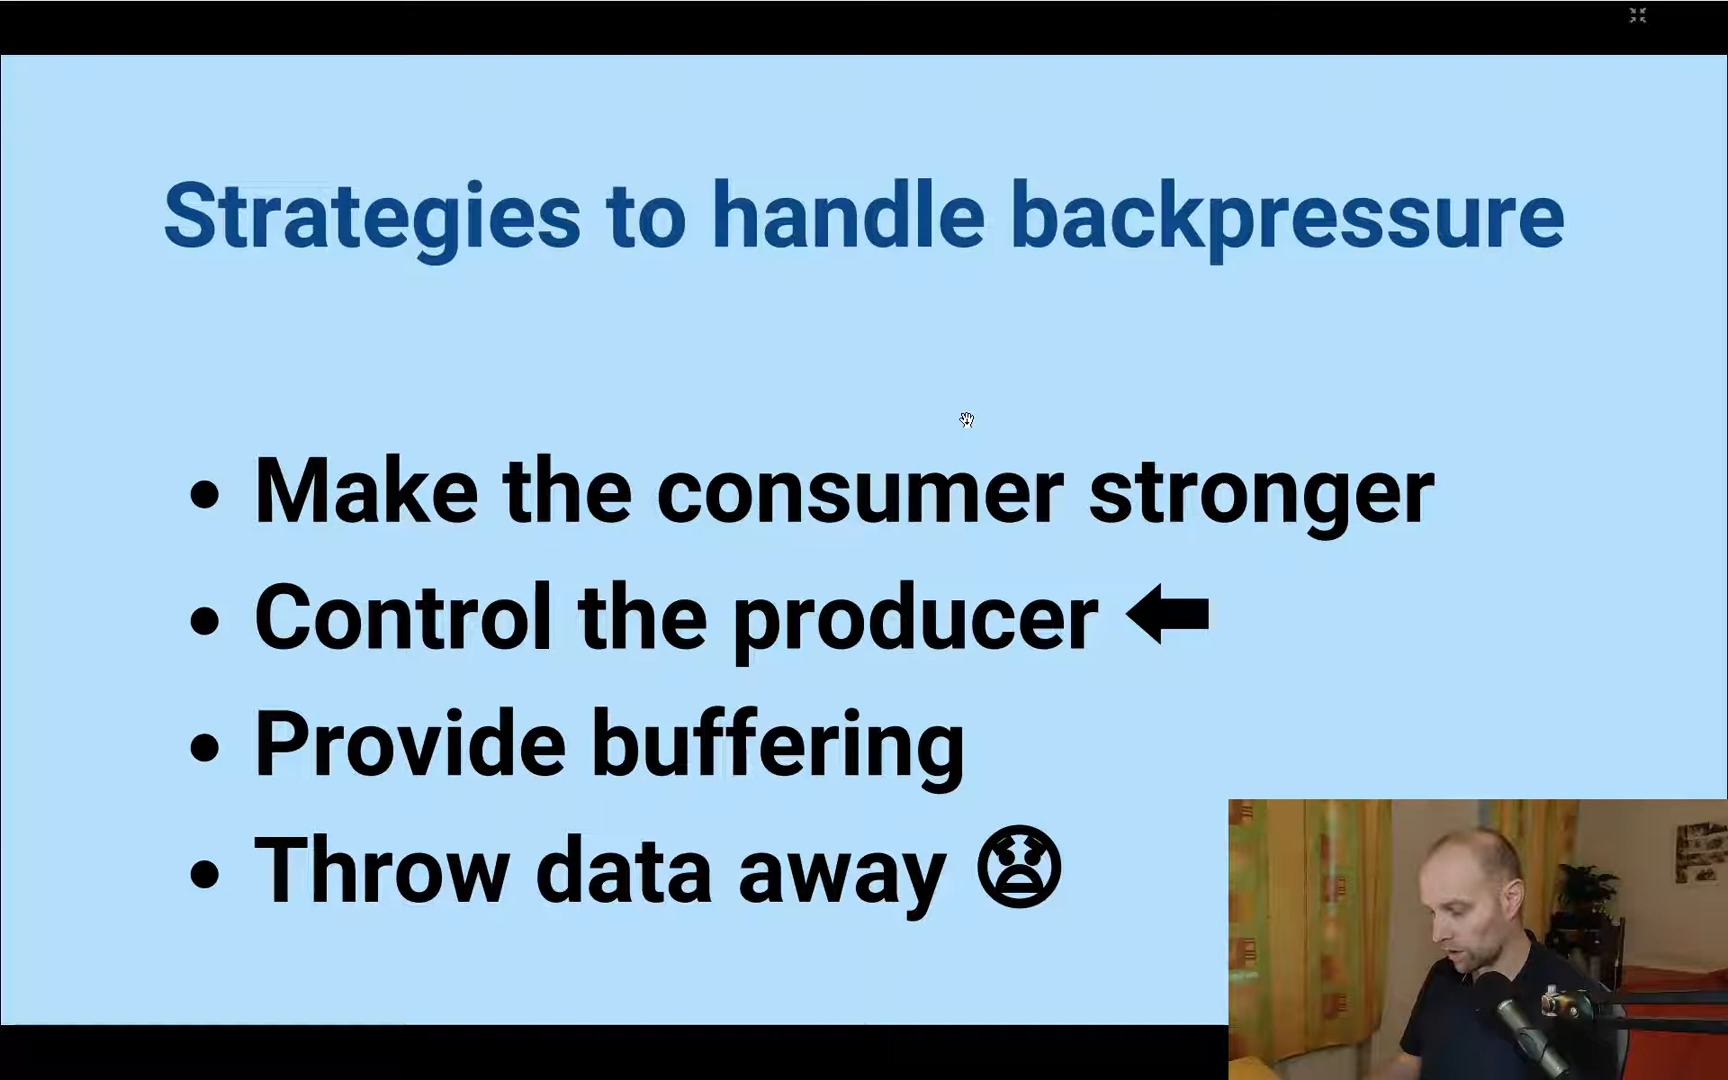 Strategies to handle backpressure
• Make the consumer stronger
• Control the producer ⬅
• Provide buffering
• Throw data away 😵